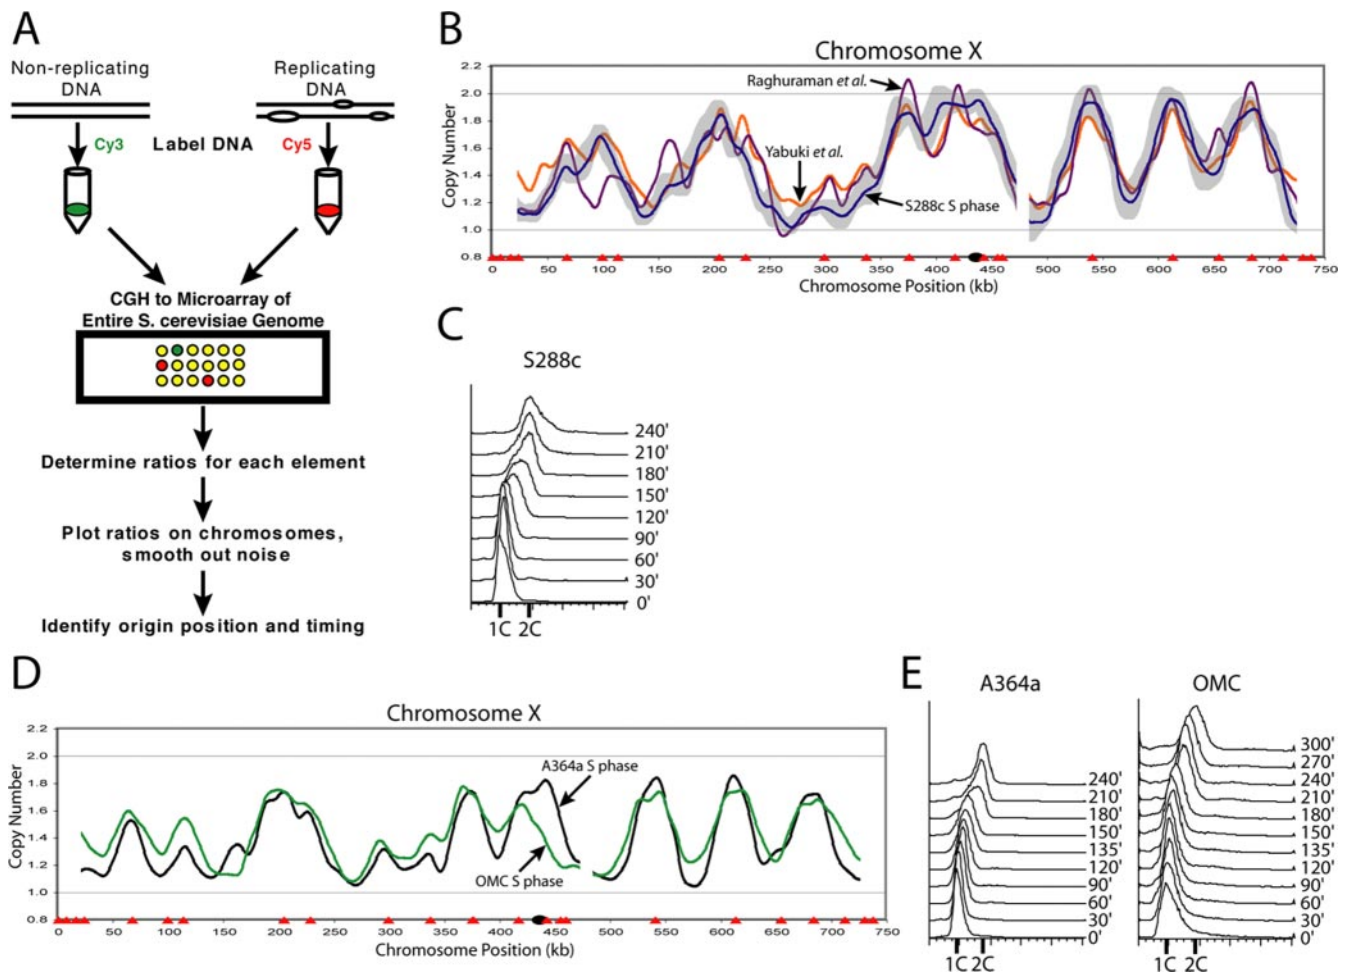 A
Non-replicating
DNA
Replicating
DNA
Cy3
Label DNA
Cy5
CGH to Microarray of
Entire S. cerevisiae Genome
Determine ratios for each element
Plot ratios on chromosomes,
smooth out noise
Identify origin position and timing
B
Chromosome X
Copy Number
2.2
2.0
1.8
1.6
1.4
1.2
1.0
0.8
Raghuraman et al.
Yabuki et al.
S288c S phase
0 50 100 150 200 250 300 350 400 450 500 550 600 650 700 750
Chromosome Position (kb)
C
S288c
240'
210'
180'
150'
120'
90'
60'
30'
0'
1C 2C
D
Chromosome X
Copy Number
2.2
2.0
1.8
1.6
1.4
1.2
1.0
0.8
A364a S phase
OMC S phase
0 50 100 150 200 250 300 350 400 450 500 550 600 650 700 750
Chromosome Position (kb)
E
A364a
240'
210'
180'
150'
135'
120'
90'
60'
30'
0'
1C 2C
OMC
300'
270'
240'
210'
180'
150'
135'
120'
90'
60'
30'
0'
1C 2C